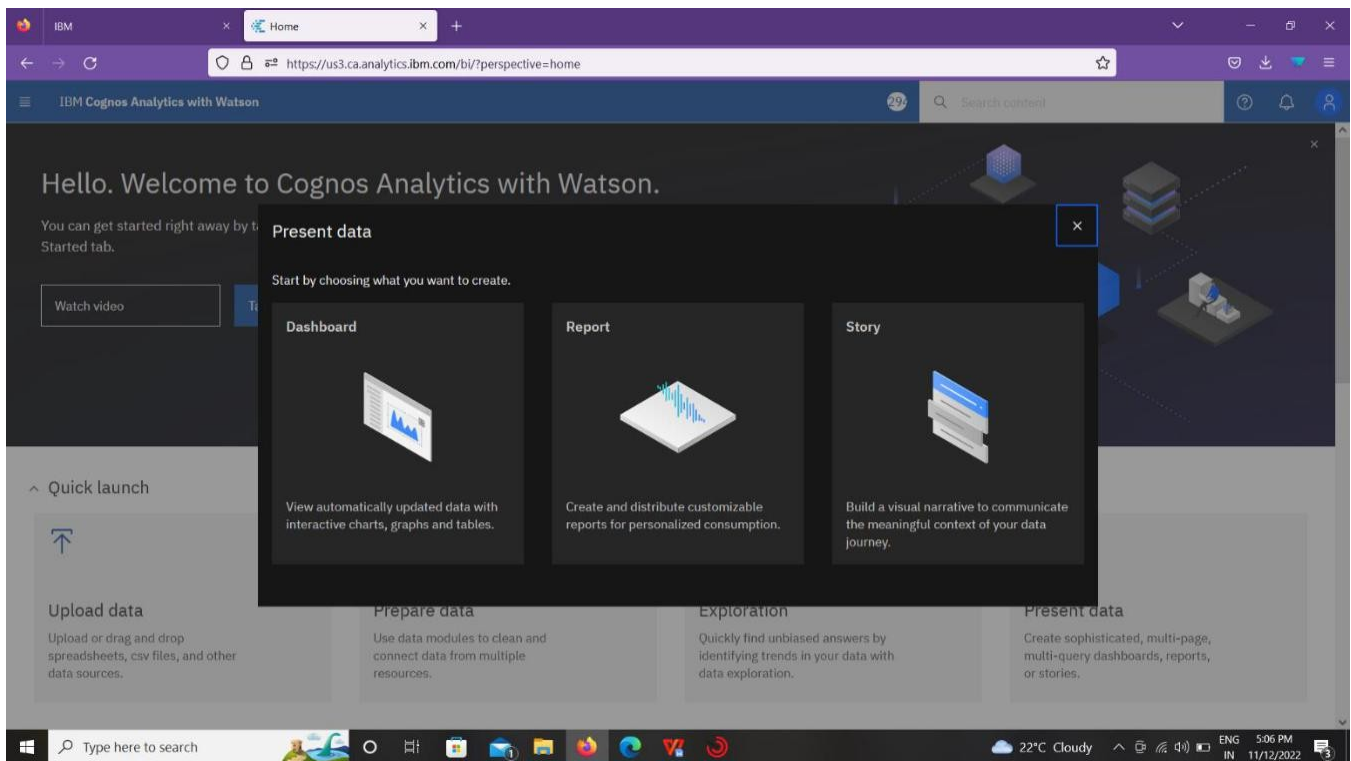 IBM
Home
https://us3.ca.analytics.ibm.com/bi/?perspective=home
IBM Cognos Analytics with Watson
Search content
Hello. Welcome to Cognos Analytics with Watson.
You can get started right away by
Started tab.
Watch video
Present data
Start by choosing what you want to create.
Dashboard
View automatically updated data with
interactive charts, graphs and tables.
Report
Create and distribute customizable
reports for personalized consumption.
Story
Build a visual narrative to communicate
the meaningful context of your data
journey.
Quick launch
Upload data
Upload or drag and drop
spreadsheets, csv files, and other
data sources.
Prepare data
Use data modules to clean and
connect data from multiple
resources.
Exploration
Quickly find unbiased answers by
identifying trends in your data with
data exploration.
Present data
Create sophisticated, multi-page,
multi-query dashboards, reports,
or stories.
Type here to search
22°C Cloudy
ENG
IN
5:06 PM
11/12/2022